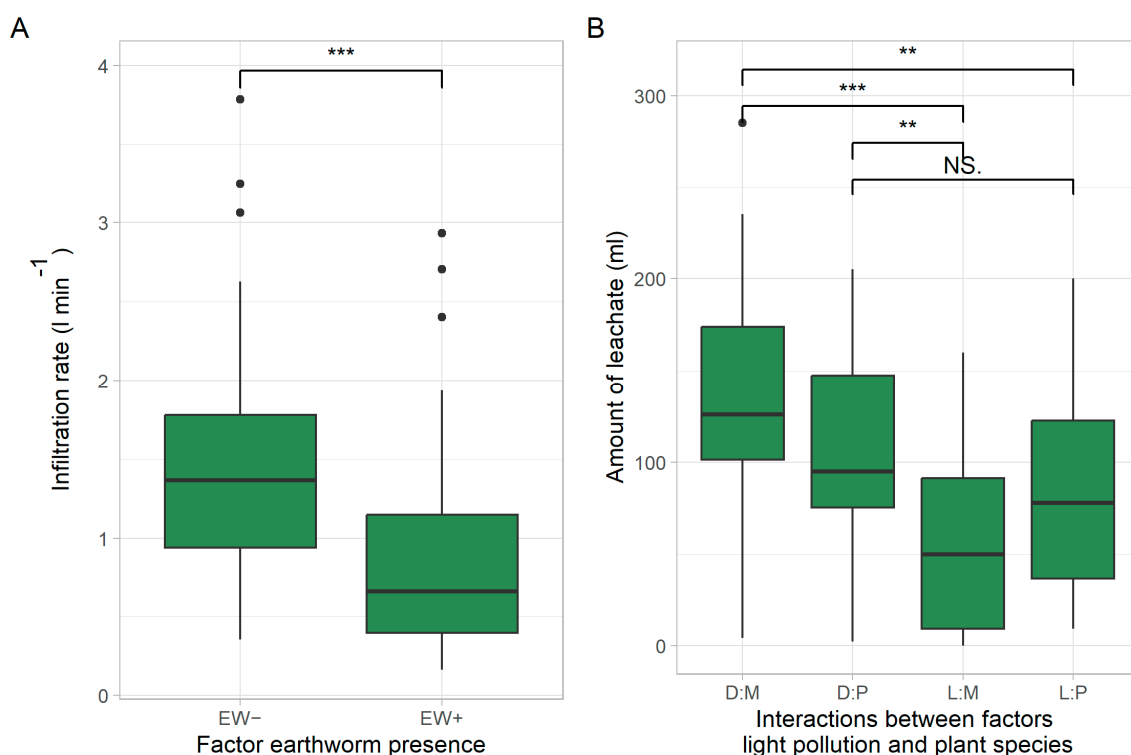 A
***
4
3
2
1
0
Infiltration rate (l min⁻¹)
EW−
EW+
Factor earthworm presence
B
**
***
**
NS.
300
200
100
0
Amount of leachate (ml)
D:M
D:P
L:M
L:P
Interactions between factors
light pollution and plant species